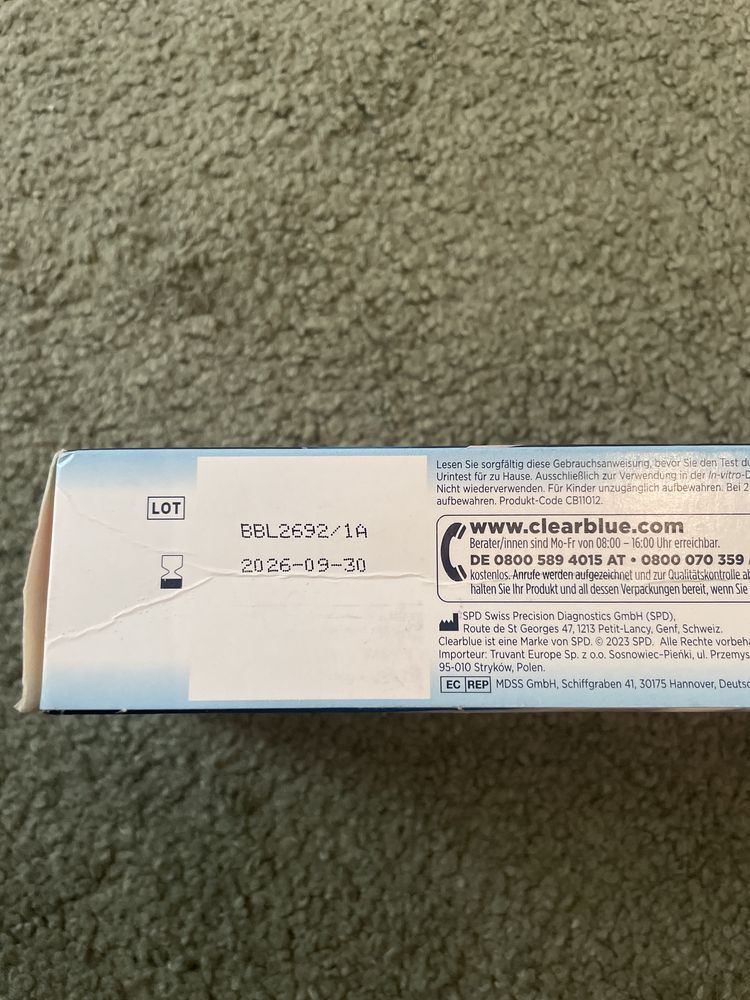 LOT
BBL2692/1A
2026-09-30
Lesen Sie sorgfältig diese Gebrauchsanweisung, bevor Sie den Test
Urintest für zu Hause. Ausschließlich zur Verwendung in der In-vitro-
Nicht wiederverwenden. Für Kinder unzugänglich aufbewahren. Bei 2
aufbewahren. Produkt-Code CB11012.
www.clearblue.com
Berater/innen sind Mo-Fr von 08:00 – 16:00 Uhr erreichbar.
DE 0800 589 4015 AT • 0800 070 359
kostenlos. Anrufe werden aufgezeichnet und zur Qualitätskontrolle
halten Sie Ihr Produkt und all dessen Verpackungen bereit, wenn Sie
SPD Swiss Precision Diagnostics GmbH (SPD),
Route de St Georges 47, 1213 Petit-Lancy, Genf, Schweiz.
Clearblue ist eine Marke von SPD. © 2023 SPD. Alle Rechte
Importeur: Truvant Europe Sp. z o.o. Sosnowiec-Pieńki, ul.
95-010 Stryków, Polen.
EC REP MDSS GmbH, Schiffgraben 41, 30175 Hannover,